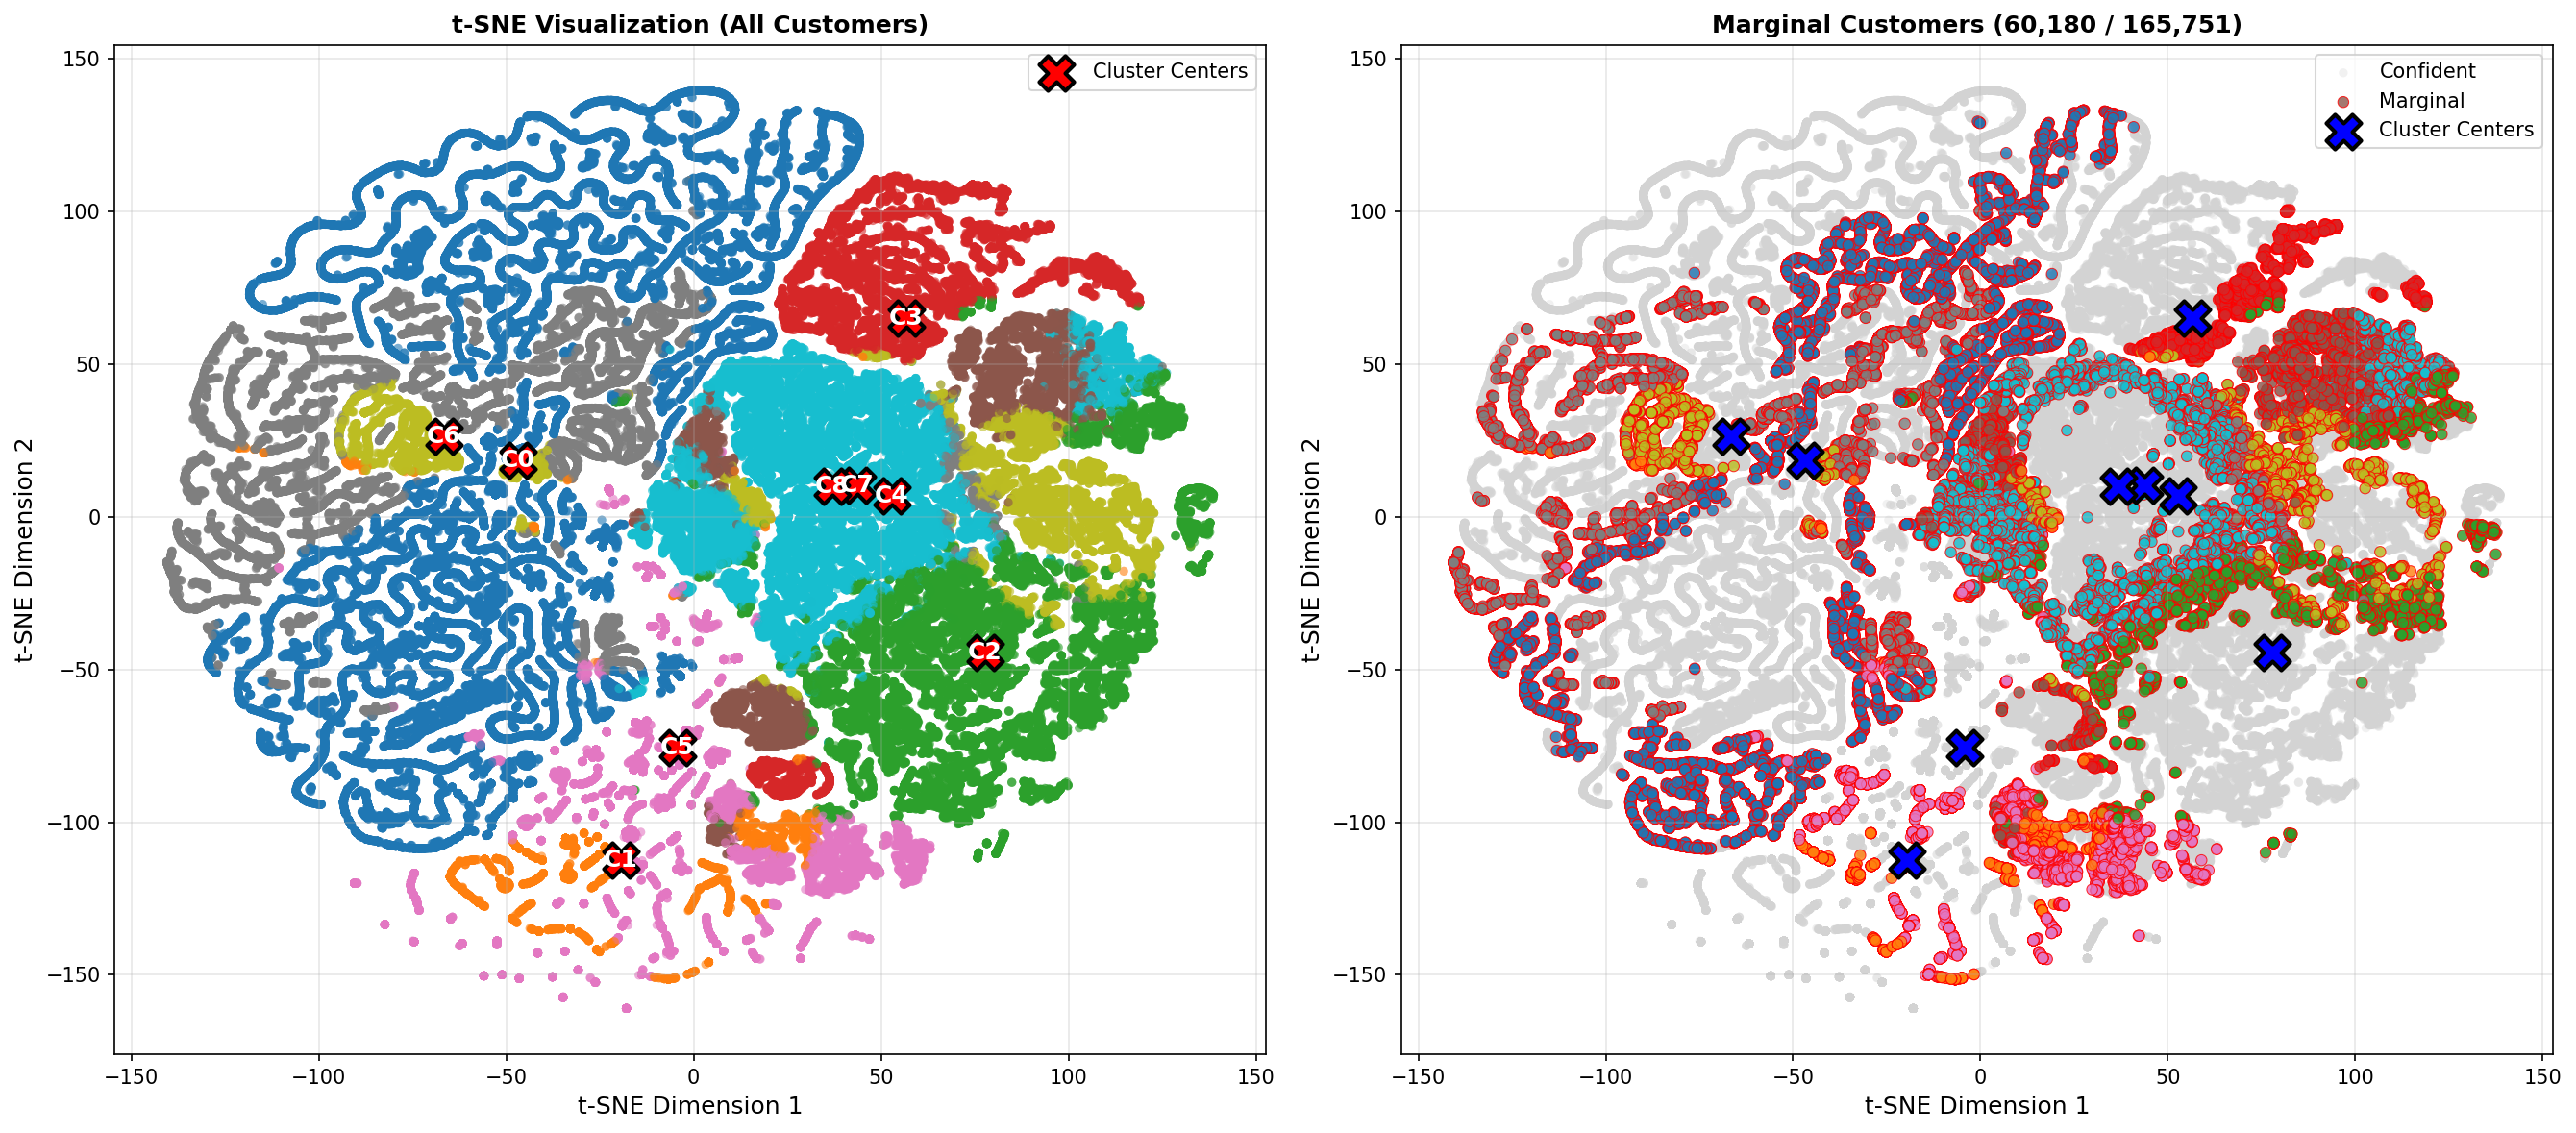 t-SNE Visualization (All Customers)
Cluster Centers
150
100
50
0
−50
−100
−150
t-SNE Dimension 2
C3
C6
C0
C8
C7
C4
C2
C5
C1
−150
−100
−50
0
50
100
150
t-SNE Dimension 1
Marginal Customers (60,180 / 165,751)
Confident
Marginal
Cluster Centers
150
100
50
0
−50
−100
−150
t-SNE Dimension 2
−150
−100
−50
0
50
100
150
t-SNE Dimension 1